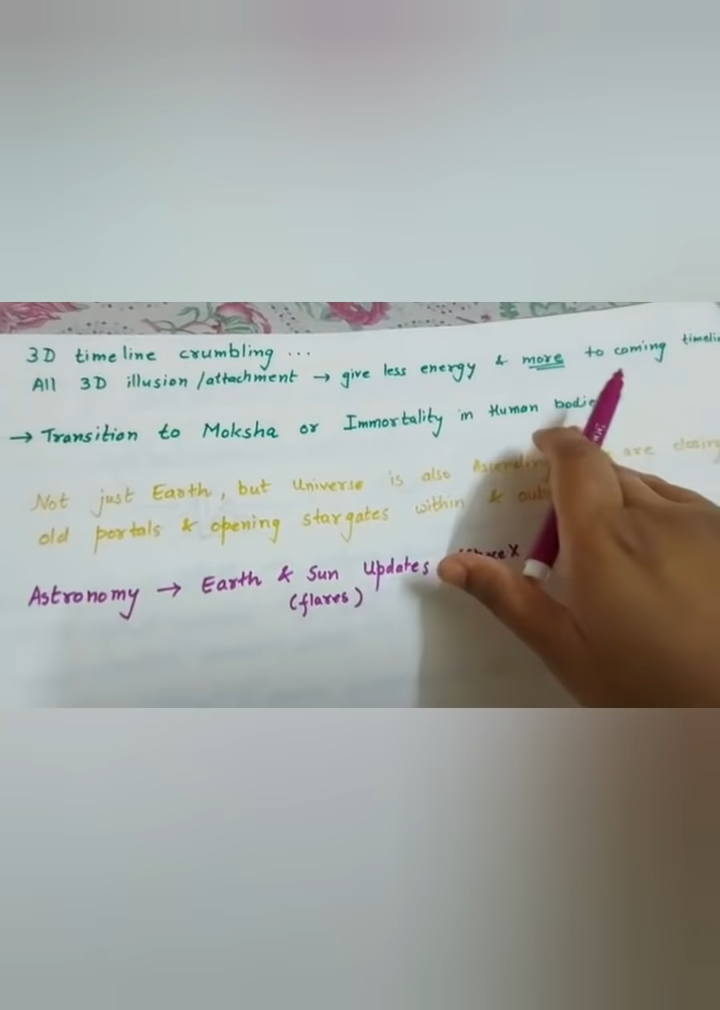 3D timeline crumbling ...
All 3D illusion/attachment → give less energy & more to coming
→ Transition to Moksha or Immortality in Human
Not just Earth, but Universe is also are
old portals & opening stargates within &
Astronomy → Earth & Sun Updates
(flares)